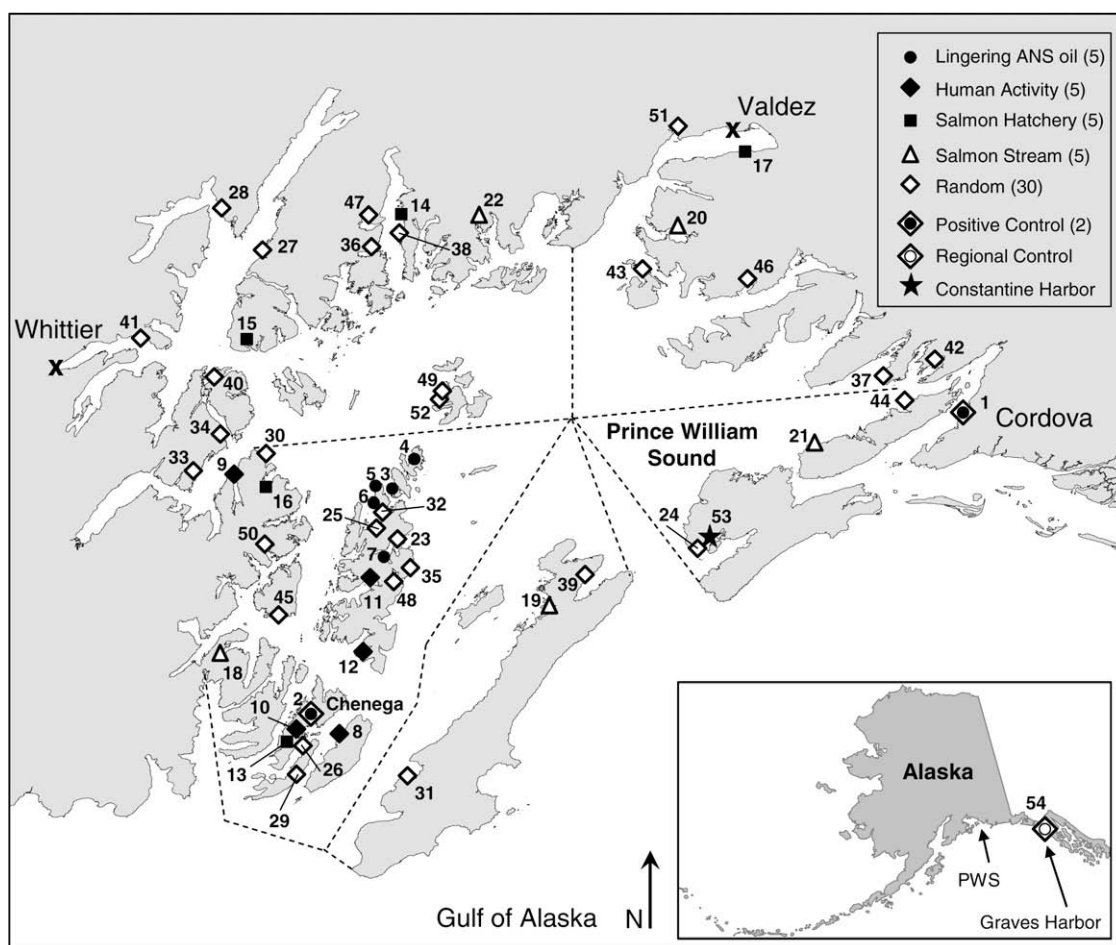 Lingering ANS oil (5)
Human Activity (5)
Salmon Hatchery (5)
Salmon Stream (5)
Random (30)
Positive Control (2)
Regional Control
Constantine Harbor
51
Valdez
X
17
28
47
14
22
20
27
36
38
43
46
Whittier
41
X
15
42
40
49
37
52
44
1
Cordova
34
Prince William
Sound
21
30
4
33
9
5
3
16
6
32
24
53
25
50
23
7
35
39
11
48
19
45
12
18
2
Chenega
10
8
13
26
31
29
Alaska
54
PWS
Graves Harbor
Gulf of Alaska
N